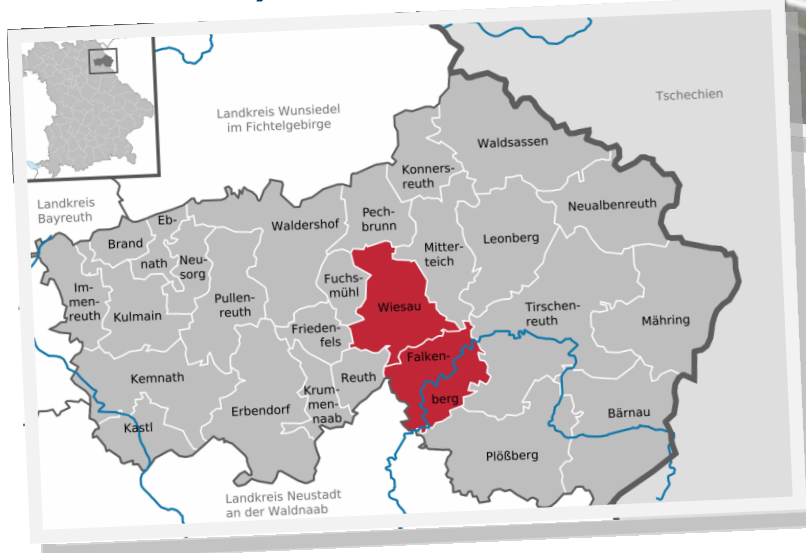 Tschechien
Landkreis Wunsiedel
im Fichtelgebirge
Waldsassen
Konners-
reuth
Landkreis
Bayreuth
Neualbenreuth
Pech-
brunn
Eb-
nath
Waldershof
Brand
Neu-
sorg
Mitter-
teich
Leonberg
Im-
men-
reuth
Fuchs-
mühl
Pullen-
reuth
Wiesau
Tirschen-
reuth
Kulmain
Mähring
Frieden-
fels
Falken-
berg
Kemnath
Reuth
Krum-
men-
naab
Erbendorf
Bärnau
Kastl
Plößberg
Landkreis Neustadt
an der Waldnaab